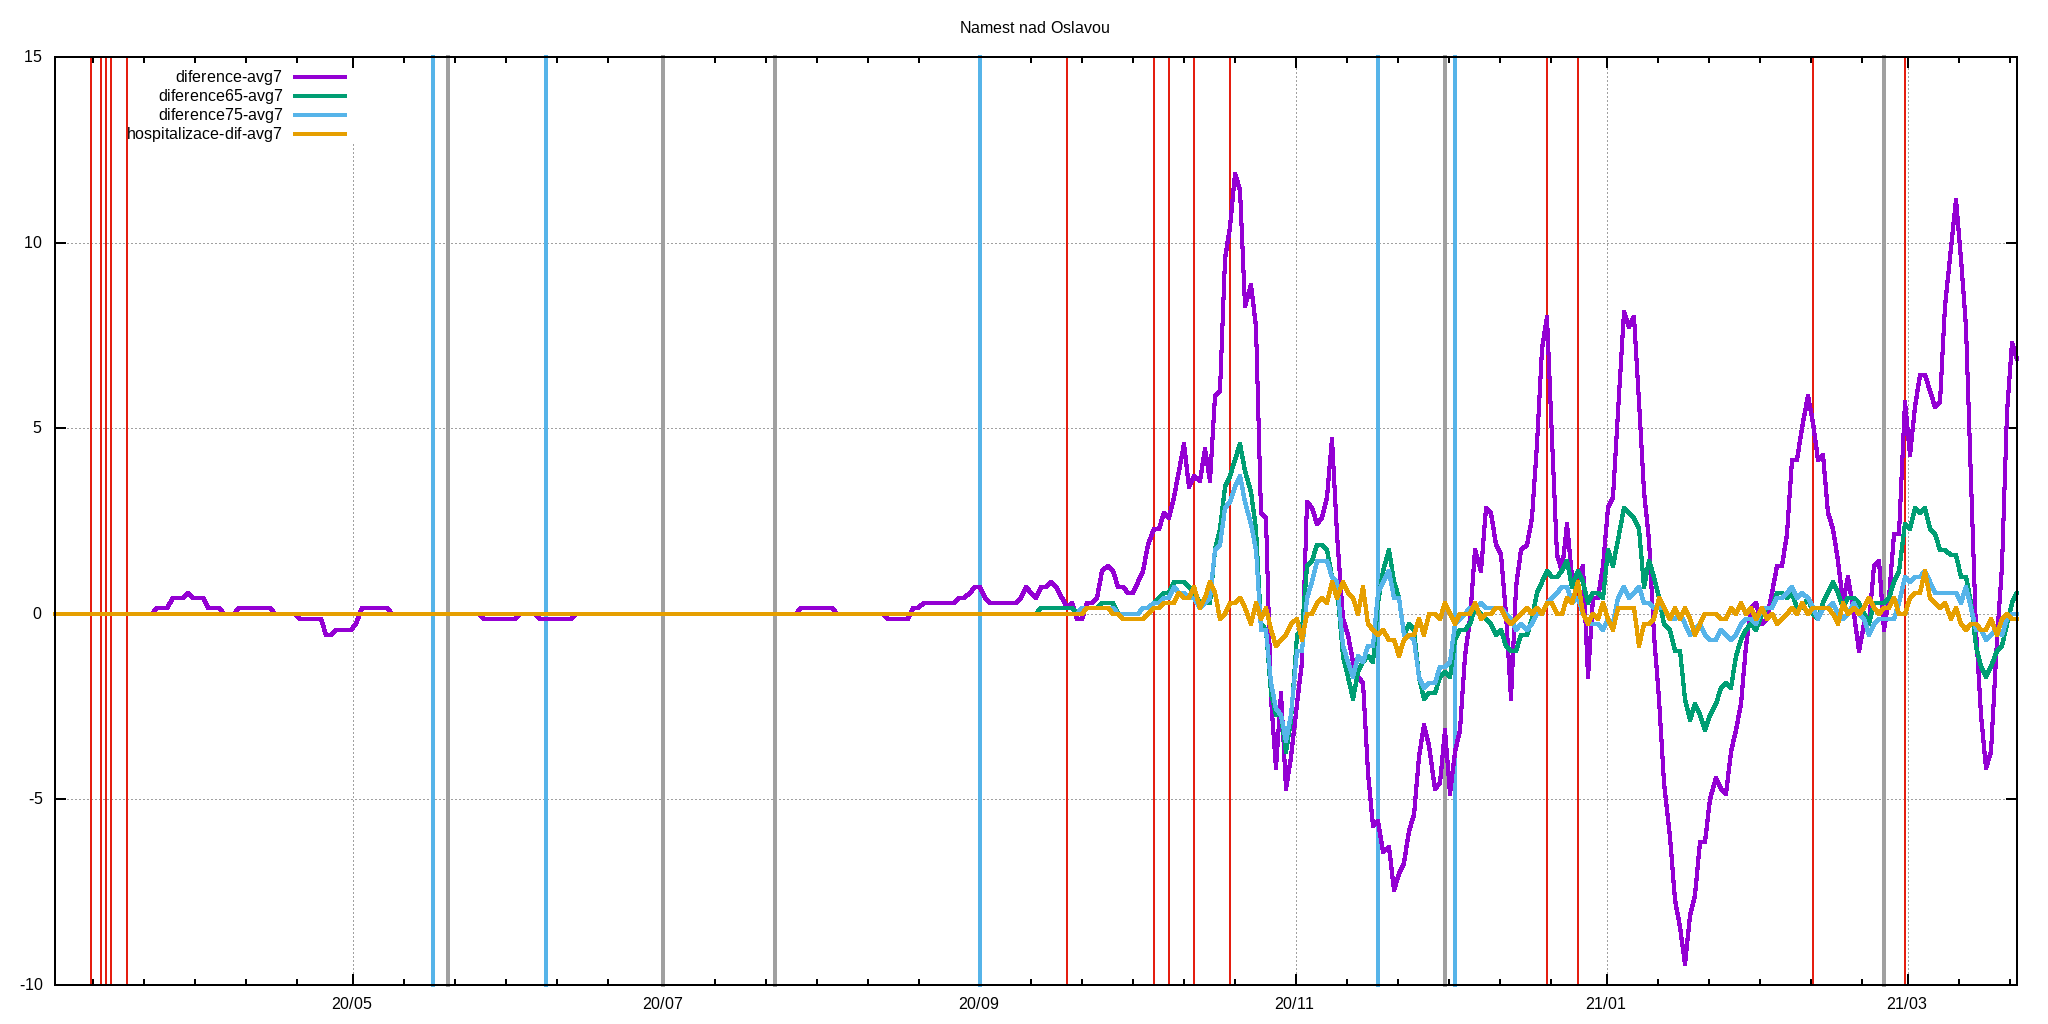 Namest nad Oslavou
15
10
5
0
-5
-10
diference-avg7
diference65-avg7
diference75-avg7
hospitalizace-dif-avg7
20/05
20/07
20/09
20/11
21/01
21/03